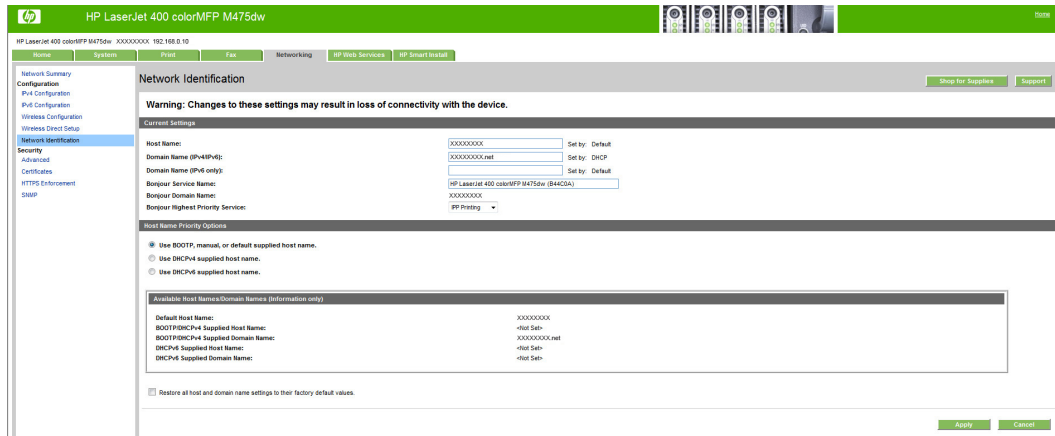 hp HP LaserJet 400 colorMFP M475dw Home
HP LaserJet 400 colorMFP M475dw XXXXXXXX 192.168.0.10
Home System Print Fax Networking HP Web Services HP Smart Install
Network Summary
Configuration
IPv4 Configuration
IPv6 Configuration
Wireless Configuration
Wireless Direct Setup
Network Identification
Security
Advanced
Certificates
HTTPS Enforcement
SNMP
Network Identification Shop for Supplies Support
Warning: Changes to these settings may result in loss of connectivity with the device.
Current Settings
Host Name: XXXXXXXX Set by: Default
Domain Name (IPv4/IPv6): XXXXXXXX.net Set by: DHCP
Domain Name (IPv6 only): Set by: Default
Bonjour Service Name: HP LaserJet 400 colorMFP M475dw (B44C0A)
Bonjour Domain Name: XXXXXXXX
Bonjour Highest Priority Service: IPP Printing
Host Name Priority Options
Use BOOTP, manual, or default supplied host name.
Use DHCPv4 supplied host name.
Use DHCPv6 supplied host name.
Available Host Names/Domain Names (Information only)
Default Host Name: XXXXXXXX
BOOTP/DHCPv4 Supplied Host Name: <Not Set>
BOOTP/DHCPv4 Supplied Domain Name: XXXXXXXX.net
DHCPv6 Supplied Host Name: <Not Set>
DHCPv6 Supplied Domain Name: <Not Set>
Restore all host and domain name settings to their factory default values.
Apply Cancel